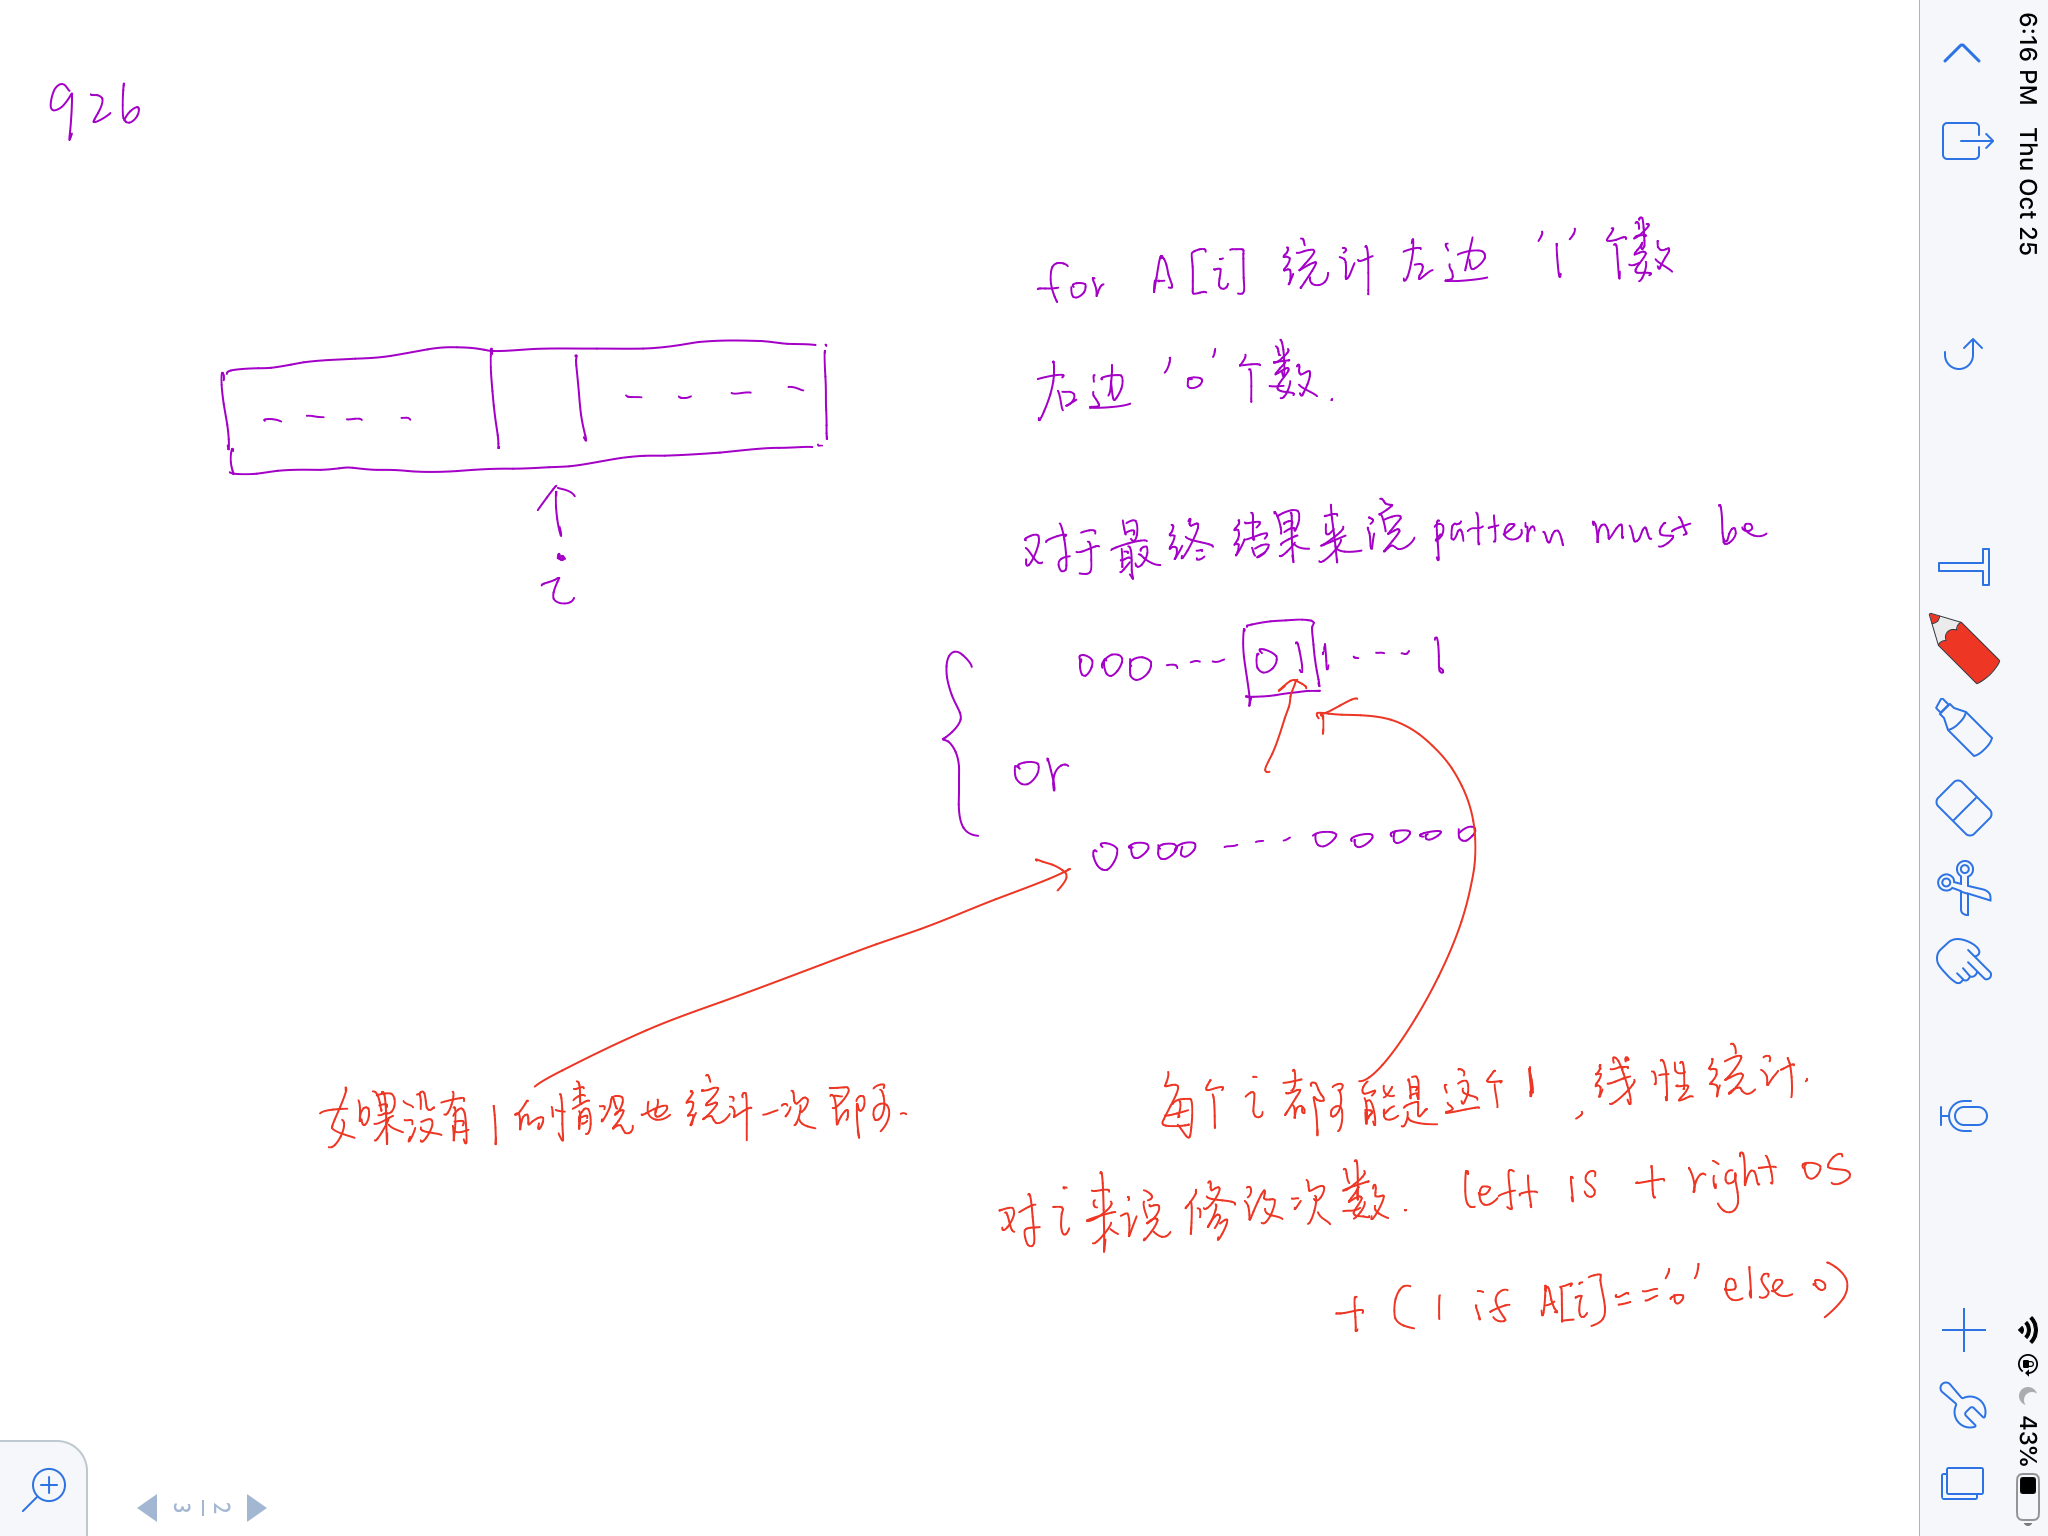 926
for A[i] 统计左边 '1' 个数
右边 '0' 个数.
对于最终结果来说 pattern must be
000---011---1
or
0000---00000
i
如果没有1的情况也统计一次即可.
每个i都可能是这个1,线性统计.
对i来说修改次数. left 1s + right 0s
+ (1 if A[i]=='0' else 0)
6:16 PM Thu Oct 25
43%
2|3